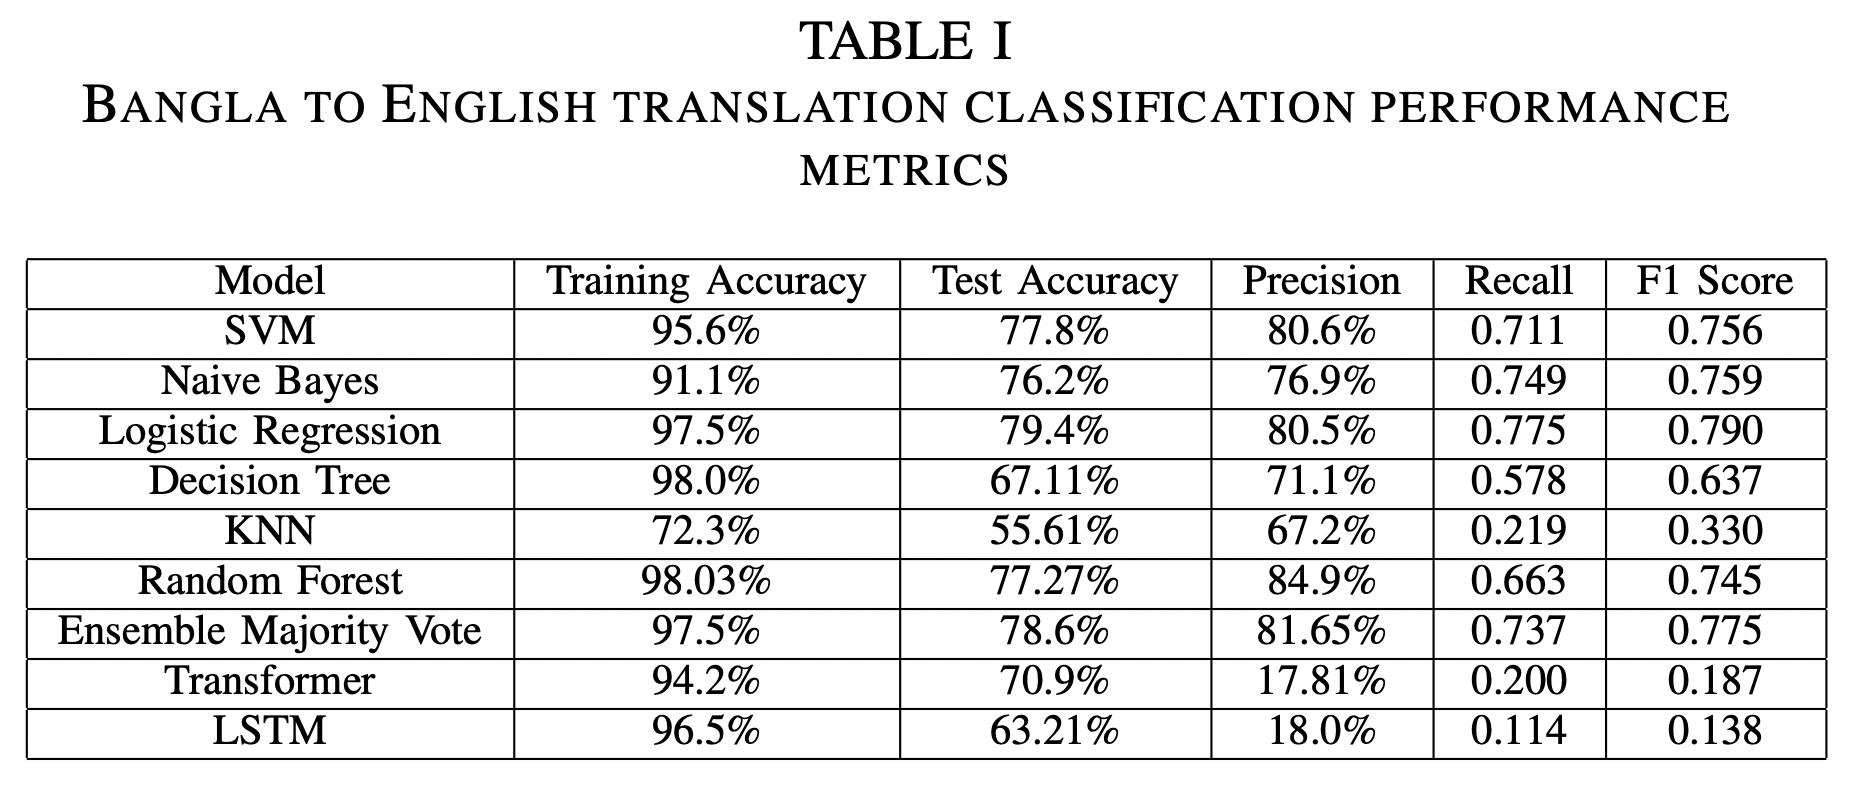 TABLE I
BANGLA TO ENGLISH TRANSLATION CLASSIFICATION PERFORMANCE
METRICS
Model Training Accuracy Test Accuracy Precision Recall F1 Score
SVM 95.6% 77.8% 80.6% 0.711 0.756
Naive Bayes 91.1% 76.2% 76.9% 0.749 0.759
Logistic Regression 97.5% 79.4% 80.5% 0.775 0.790
Decision Tree 98.0% 67.11% 71.1% 0.578 0.637
KNN 72.3% 55.61% 67.2% 0.219 0.330
Random Forest 98.03% 77.27% 84.9% 0.663 0.745
Ensemble Majority Vote 97.5% 78.6% 81.65% 0.737 0.775
Transformer 94.2% 70.9% 17.81% 0.200 0.187
LSTM 96.5% 63.21% 18.0% 0.114 0.138